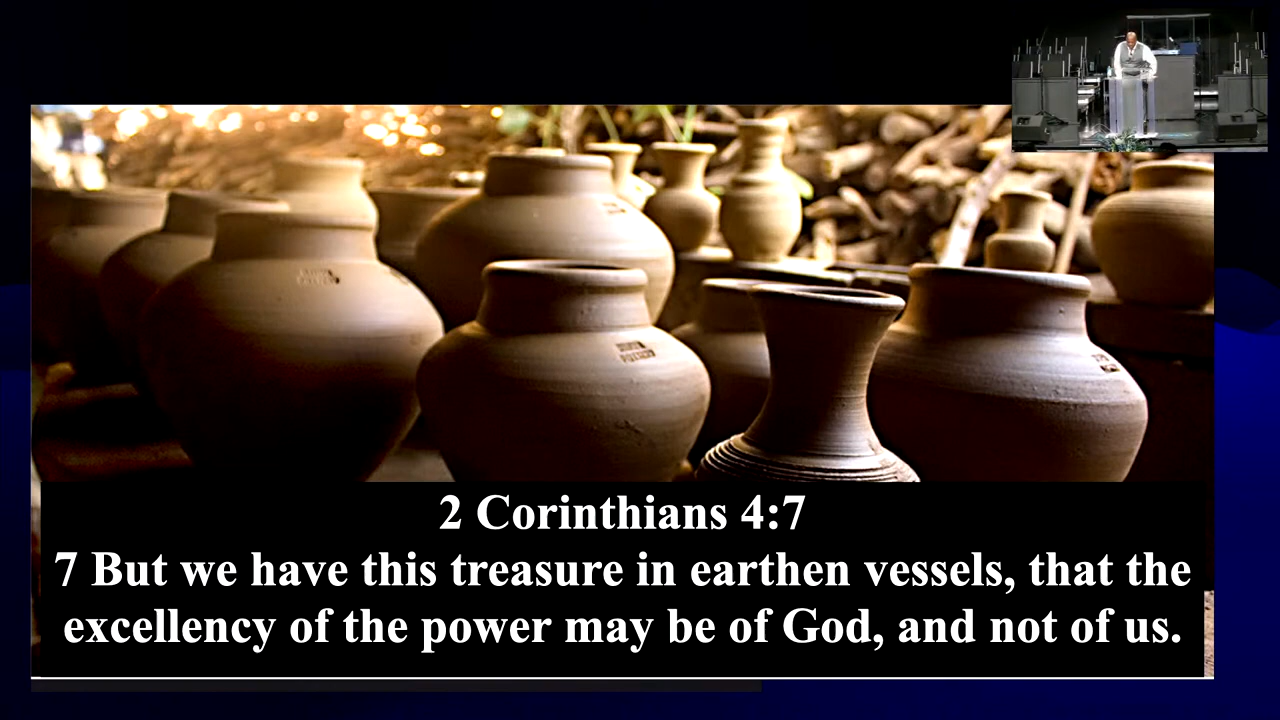 2 Corinthians 4:7
7 But we have this treasure in earthen vessels, that the
excellency of the power may be of God, and not of us.